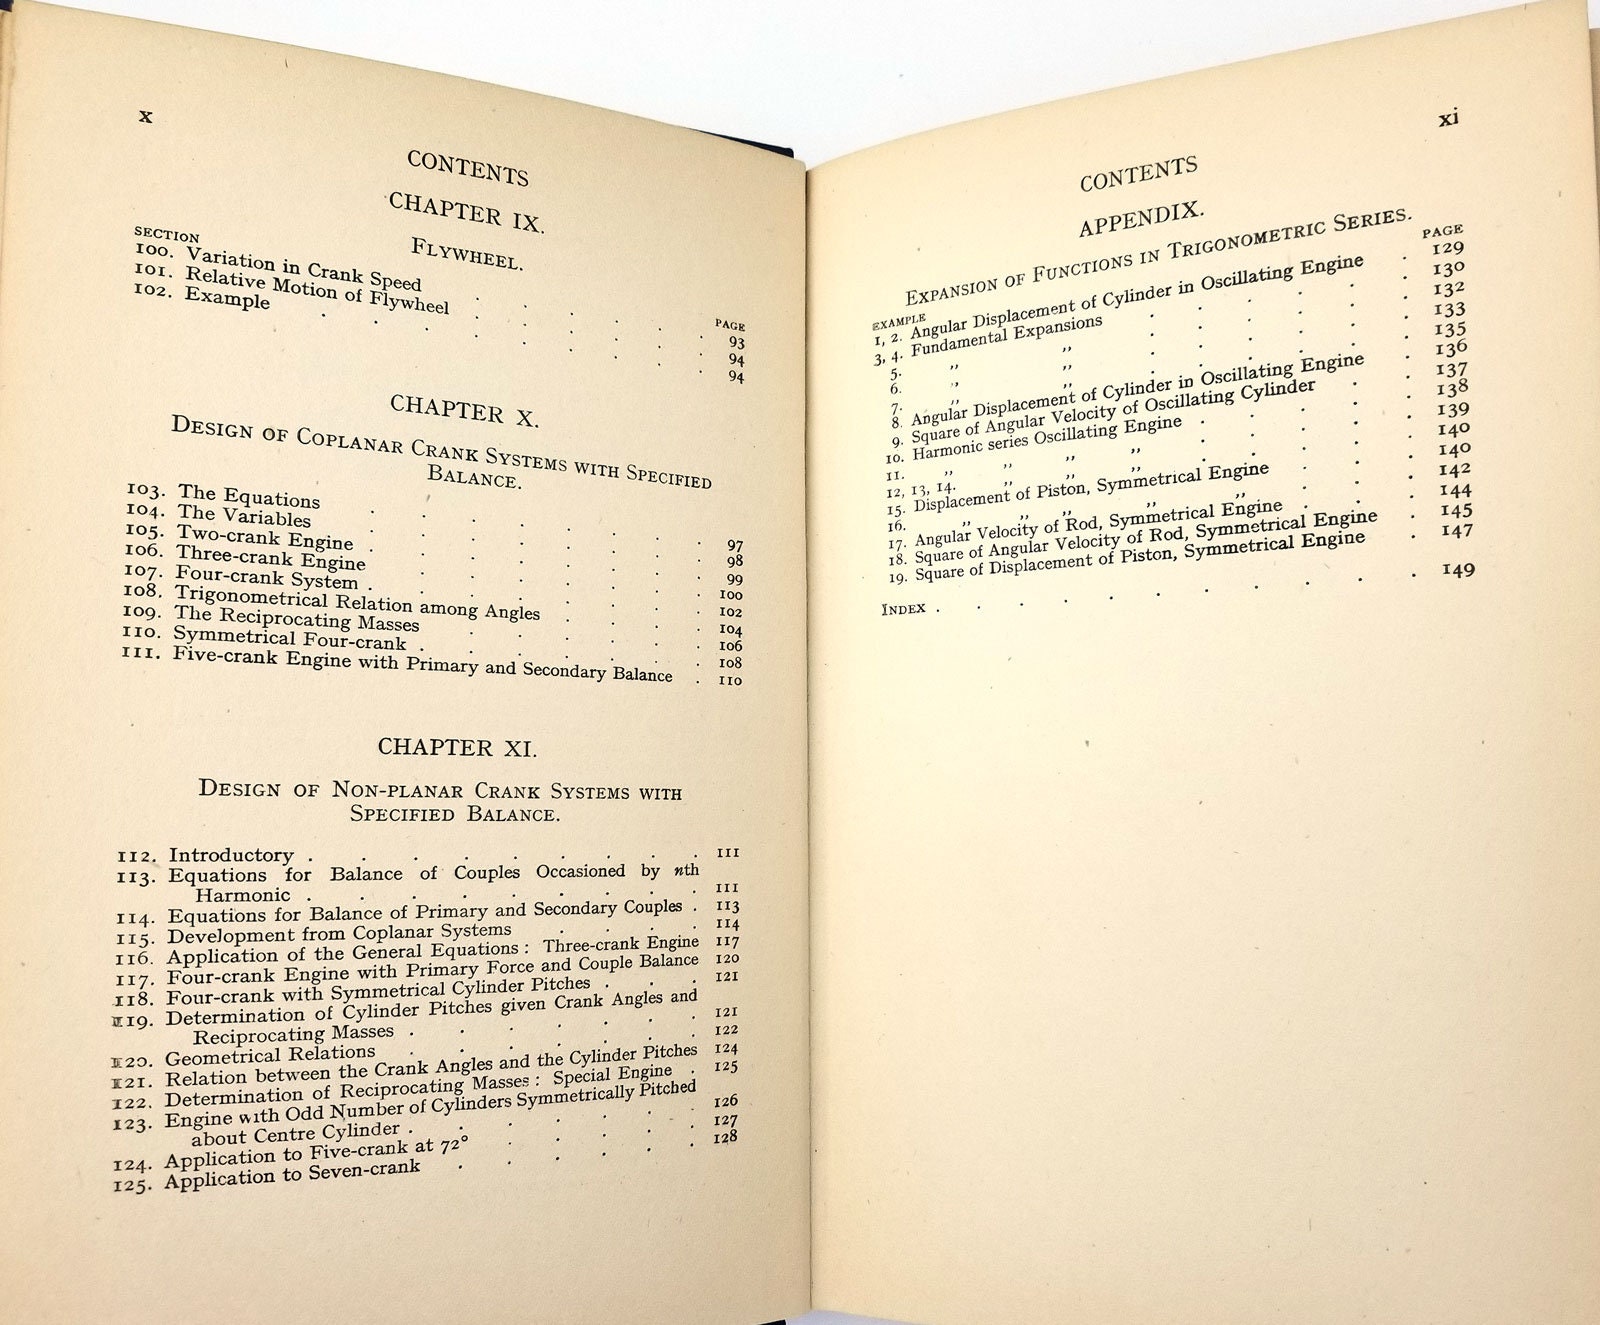 x
CONTENTS
CHAPTER IX.
FLYWHEEL.
SECTION PAGE
100. Variation in Crank Speed . . . . . . 93
101. Relative Motion of Flywheel . . . . . 94
102. Example . . . . . . . . 94
CHAPTER X.
DESIGN OF COPLANAR CRANK SYSTEMS WITH SPECIFIED
BALANCE.
103. The Equations . . . . . . . 97
104. The Variables . . . . . . . 98
105. Two-crank Engine . . . . . . . 99
106. Three-crank Engine . . . . . . 100
107. Four-crank System . . . . . . . 102
108. Trigonometrical Relation among Angles . . . 104
109. The Reciprocating Masses . . . . . 106
110. Symmetrical Four-crank . . . . . . 108
111. Five-crank Engine with Primary and Secondary Balance . 110
CHAPTER XI.
DESIGN OF NON-PLANAR CRANK SYSTEMS WITH
SPECIFIED BALANCE.
112. Introductory . . . . . . . . . 111
113. Equations for Balance of Couples Occasioned by nth
Harmonic . . . . . . . . . 111
114. Equations for Balance of Primary and Secondary Couples . 113
115. Development from Coplanar Systems . . . . 114
116. Application of the General Equations : Three-crank Engine 117
117. Four-crank Engine with Primary Force and Couple Balance 120
118. Four-crank with Symmetrical Cylinder Pitches . . . 121
119. Determination of Cylinder Pitches given Crank Angles and
Reciprocating Masses . . . . . . . 121
120. Geometrical Relations . . . . . . . 122
121. Relation between the Crank Angles and the Cylinder Pitches 124
122. Determination of Reciprocating Masses : Special Engine . 125
123. Engine with Odd Number of Cylinders Symmetrically Pitched
about Centre Cylinder . . . . . . . 126
124. Application to Five-crank at 72° . . . . . 127
125. Application to Seven-crank . . . . . . 128
xi
CONTENTS
APPENDIX.
EXPANSION OF FUNCTIONS IN TRIGONOMETRIC SERIES.
EXAMPLE PAGE
1, 2. Angular Displacement of Cylinder in Oscillating Engine . 129
3, 4. Fundamental Expansions . . . . . . 130
5. ,, ,, . . . . . . 132
6. ,, ,, . . . . . . 133
7. ,, ,, . . . . . . 135
8. Angular Displacement of Cylinder in Oscillating Engine . 136
9. Square of Angular Velocity of Oscillating Cylinder . . 137
10. Harmonic series Oscillating Engine . . . . . 138
11. ,, ,, ,, ,, . . . . . 139
12, 13, 14. ,, ,, ,, . . . . . 140
15. Displacement of Piston, Symmetrical Engine . . . 140
16. ,, ,, ,, ,, ,, . . . 142
17. Angular Velocity of Rod, Symmetrical Engine . . . 144
18. Square of Angular Velocity of Rod, Symmetrical Engine . 145
19. Square of Displacement of Piston, Symmetrical Engine . 147
INDEX . . . . . . . . . . . 149